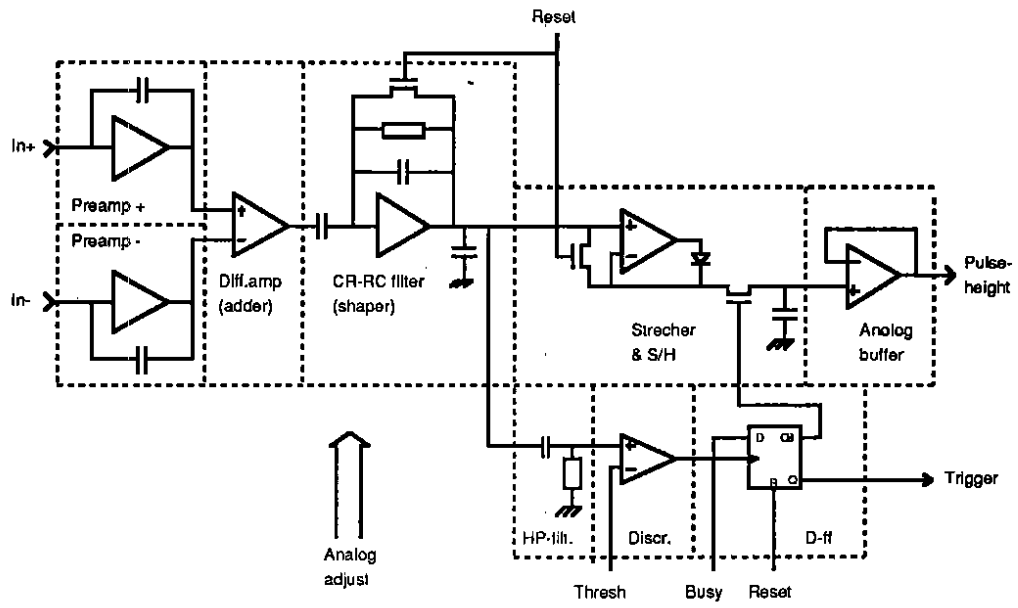 Reset
In+
Preamp +
Preamp -
In-
+
-
Diff.amp
(adder)
CR-RC filter
(shaper)
+
-
Strecher
& S/H
-
+
Analog
buffer
Pulse-
height
+
-
D
Q
R
Trigger
HP-filt.
Discr.
D-ff
Analog
adjust
Thresh
Busy
Reset